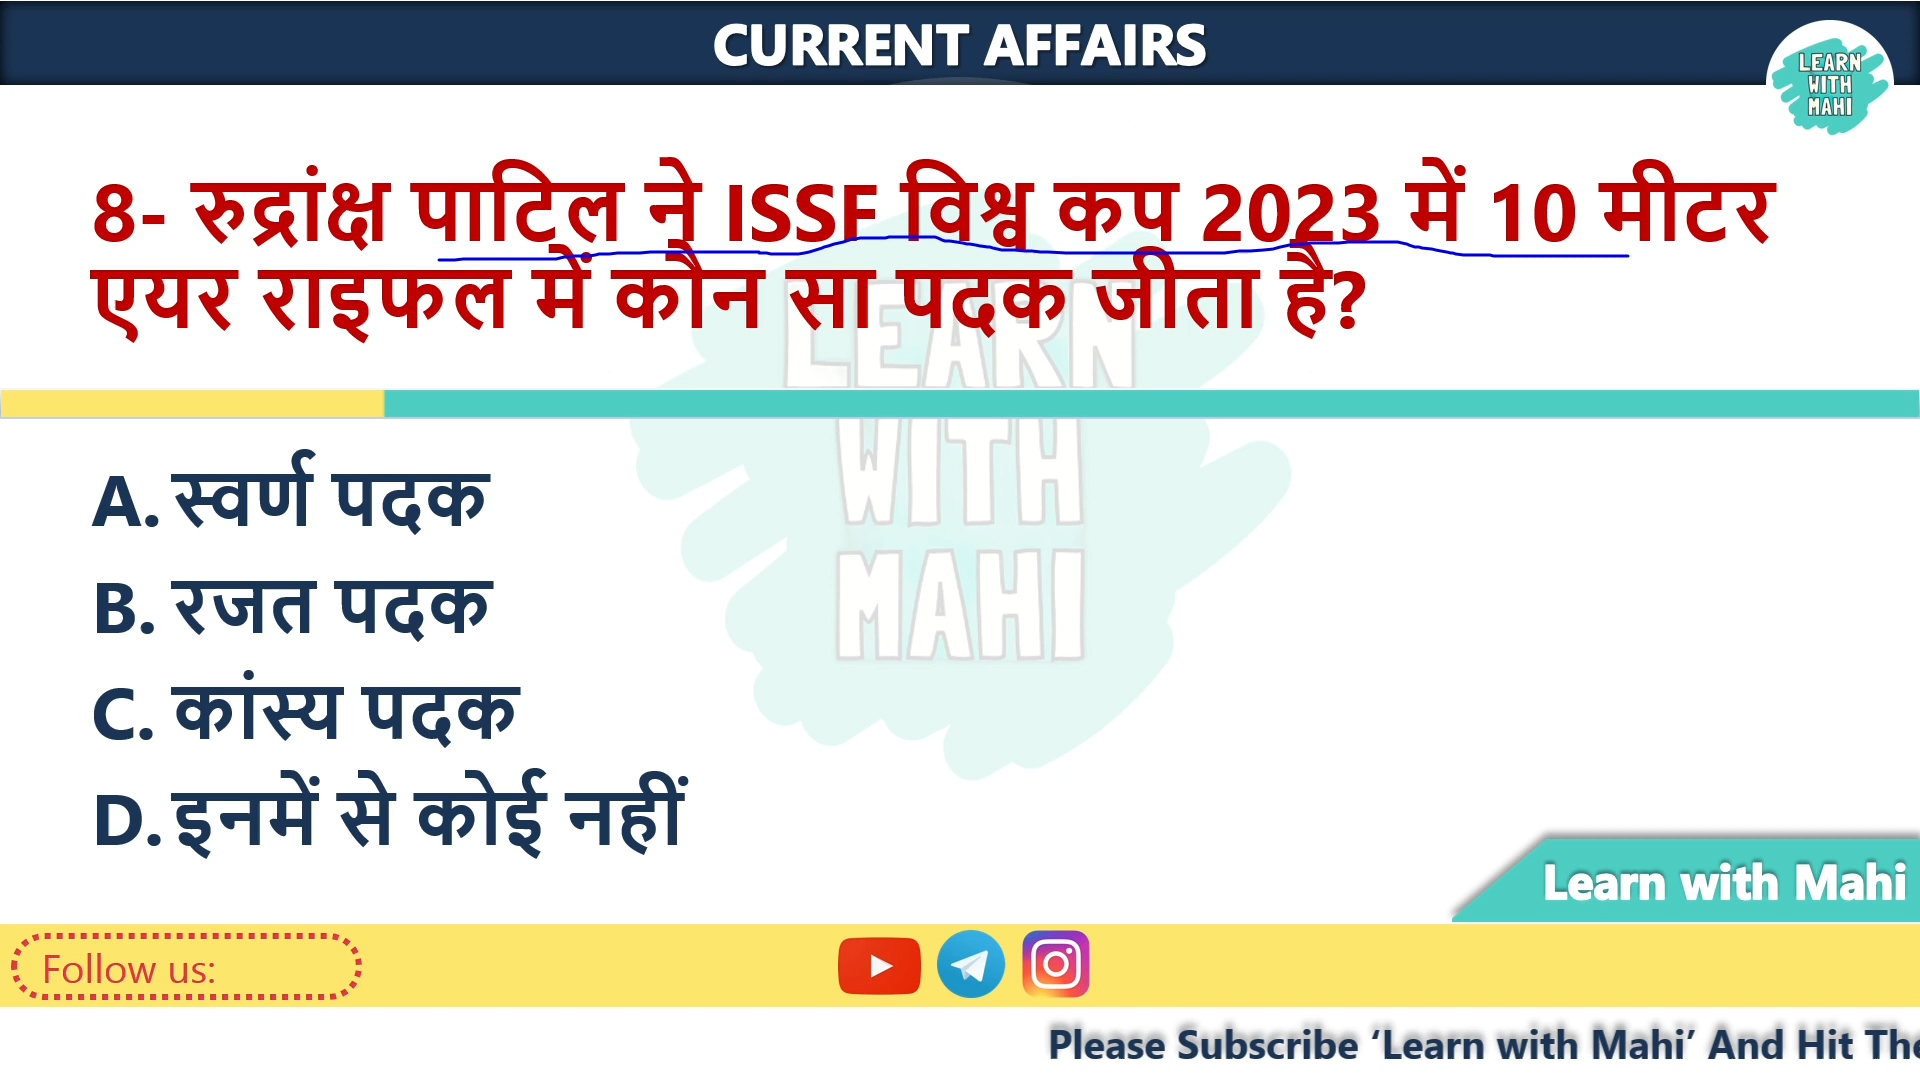 CURRENT AFFAIRS
LEARN
WITH
MAHI
8- रुद्रांक्ष पाटिल ने ISSF विश्व कप 2023 में 10 मीटर
एयर राइफल में कौन सा पदक जीता है?
LEARN
WITH
MAHI
A. स्वर्ण पदक
B. रजत पदक
C. कांस्य पदक
D. इनमें से कोई नहीं
Learn with Mahi
Follow us:
Please Subscribe ‘Learn with Mahi’ And Hit The